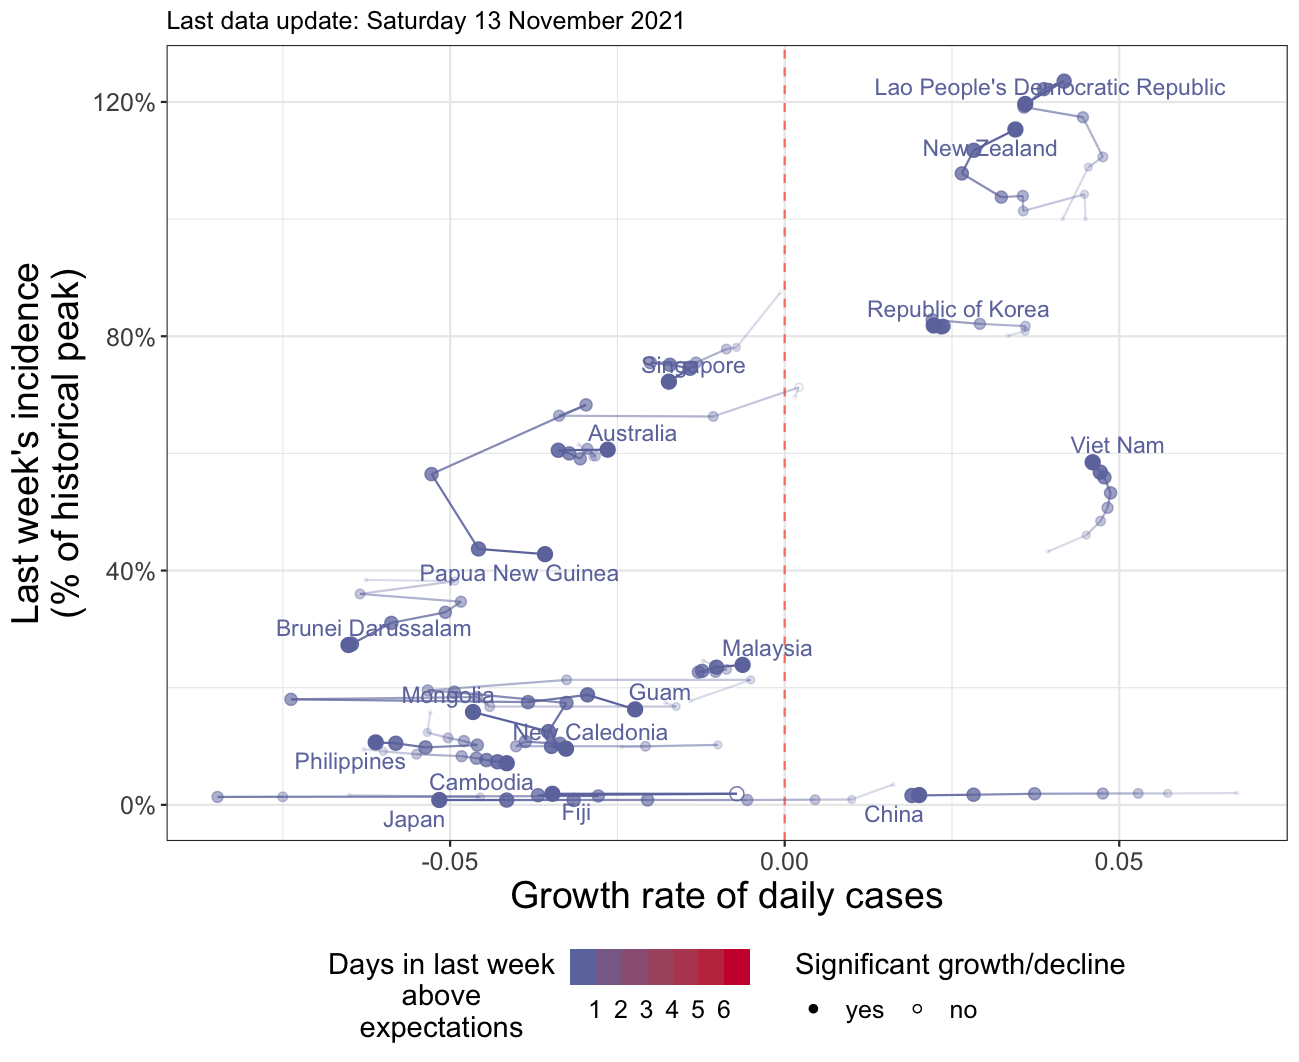 Last data update: Saturday 13 November 2021
Last week's incidence
(% of historical peak)
120%
80%
40%
0%
Lao People's Democratic Republic
New Zealand
Republic of Korea
Singapore
Australia
Viet Nam
Papua New Guinea
Brunei Darussalam
Malaysia
Mongolia
Guam
New Caledonia
Philippines
Cambodia
Japan
Fiji
China
-0.05
0.00
0.05
Growth rate of daily cases
Days in last week
above
expectations
1 2 3 4 5 6
Significant growth/decline
yes
no